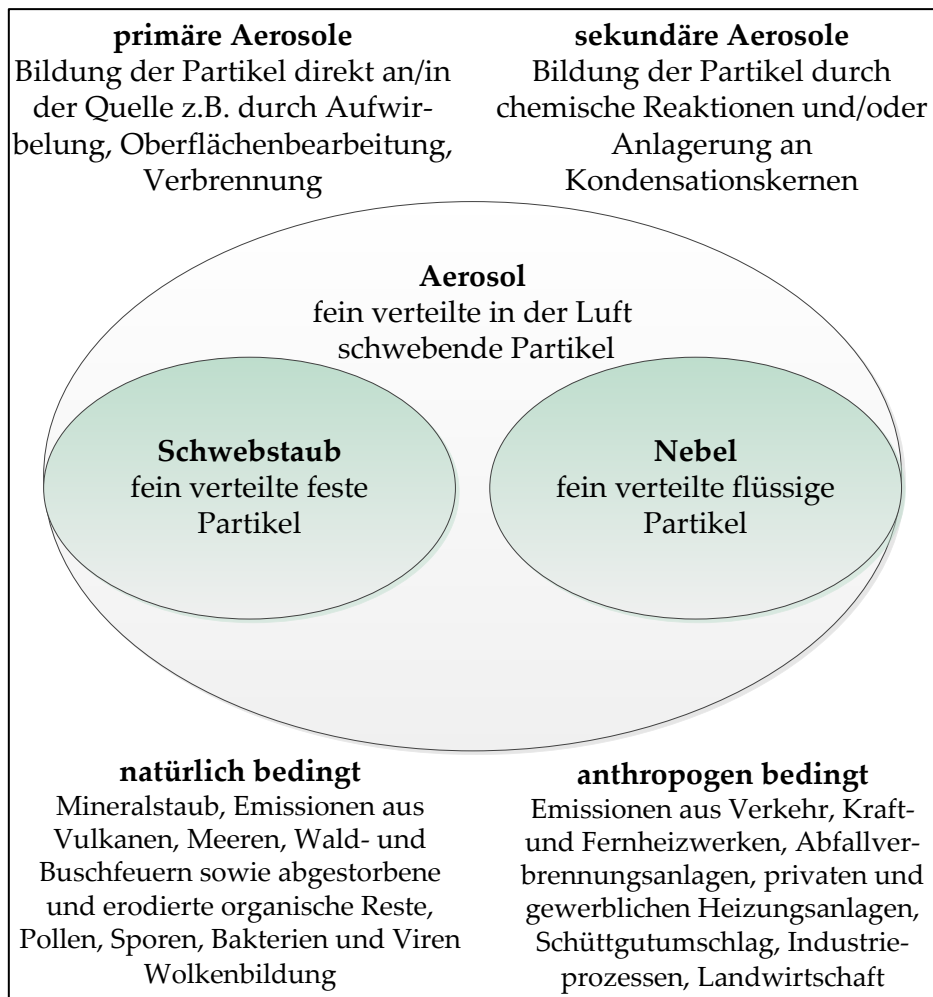 primäre Aerosole
Bildung der Partikel direkt an/in
der Quelle z.B. durch Aufwir-
belung, Oberflächenbearbeitung,
Verbrennung
sekundäre Aerosole
Bildung der Partikel durch
chemische Reaktionen und/oder
Anlagerung an
Kondensationskernen
Aerosol
fein verteilte in der Luft
schwebende Partikel
Schwebstaub
fein verteilte feste
Partikel
Nebel
fein verteilte flüssige
Partikel
natürlich bedingt
Mineralstaub, Emissionen aus
Vulkanen, Meeren, Wald- und
Buschfeuern sowie abgestorbene
und erodierte organische Reste,
Pollen, Sporen, Bakterien und Viren
Wolkenbildung
anthropogen bedingt
Emissionen aus Verkehr, Kraft-
und Fernheizwerken, Abfallver-
brennungsanlagen, privaten und
gewerblichen Heizungsanlagen,
Schüttgutumschlag, Industrie-
prozessen, Landwirtschaft